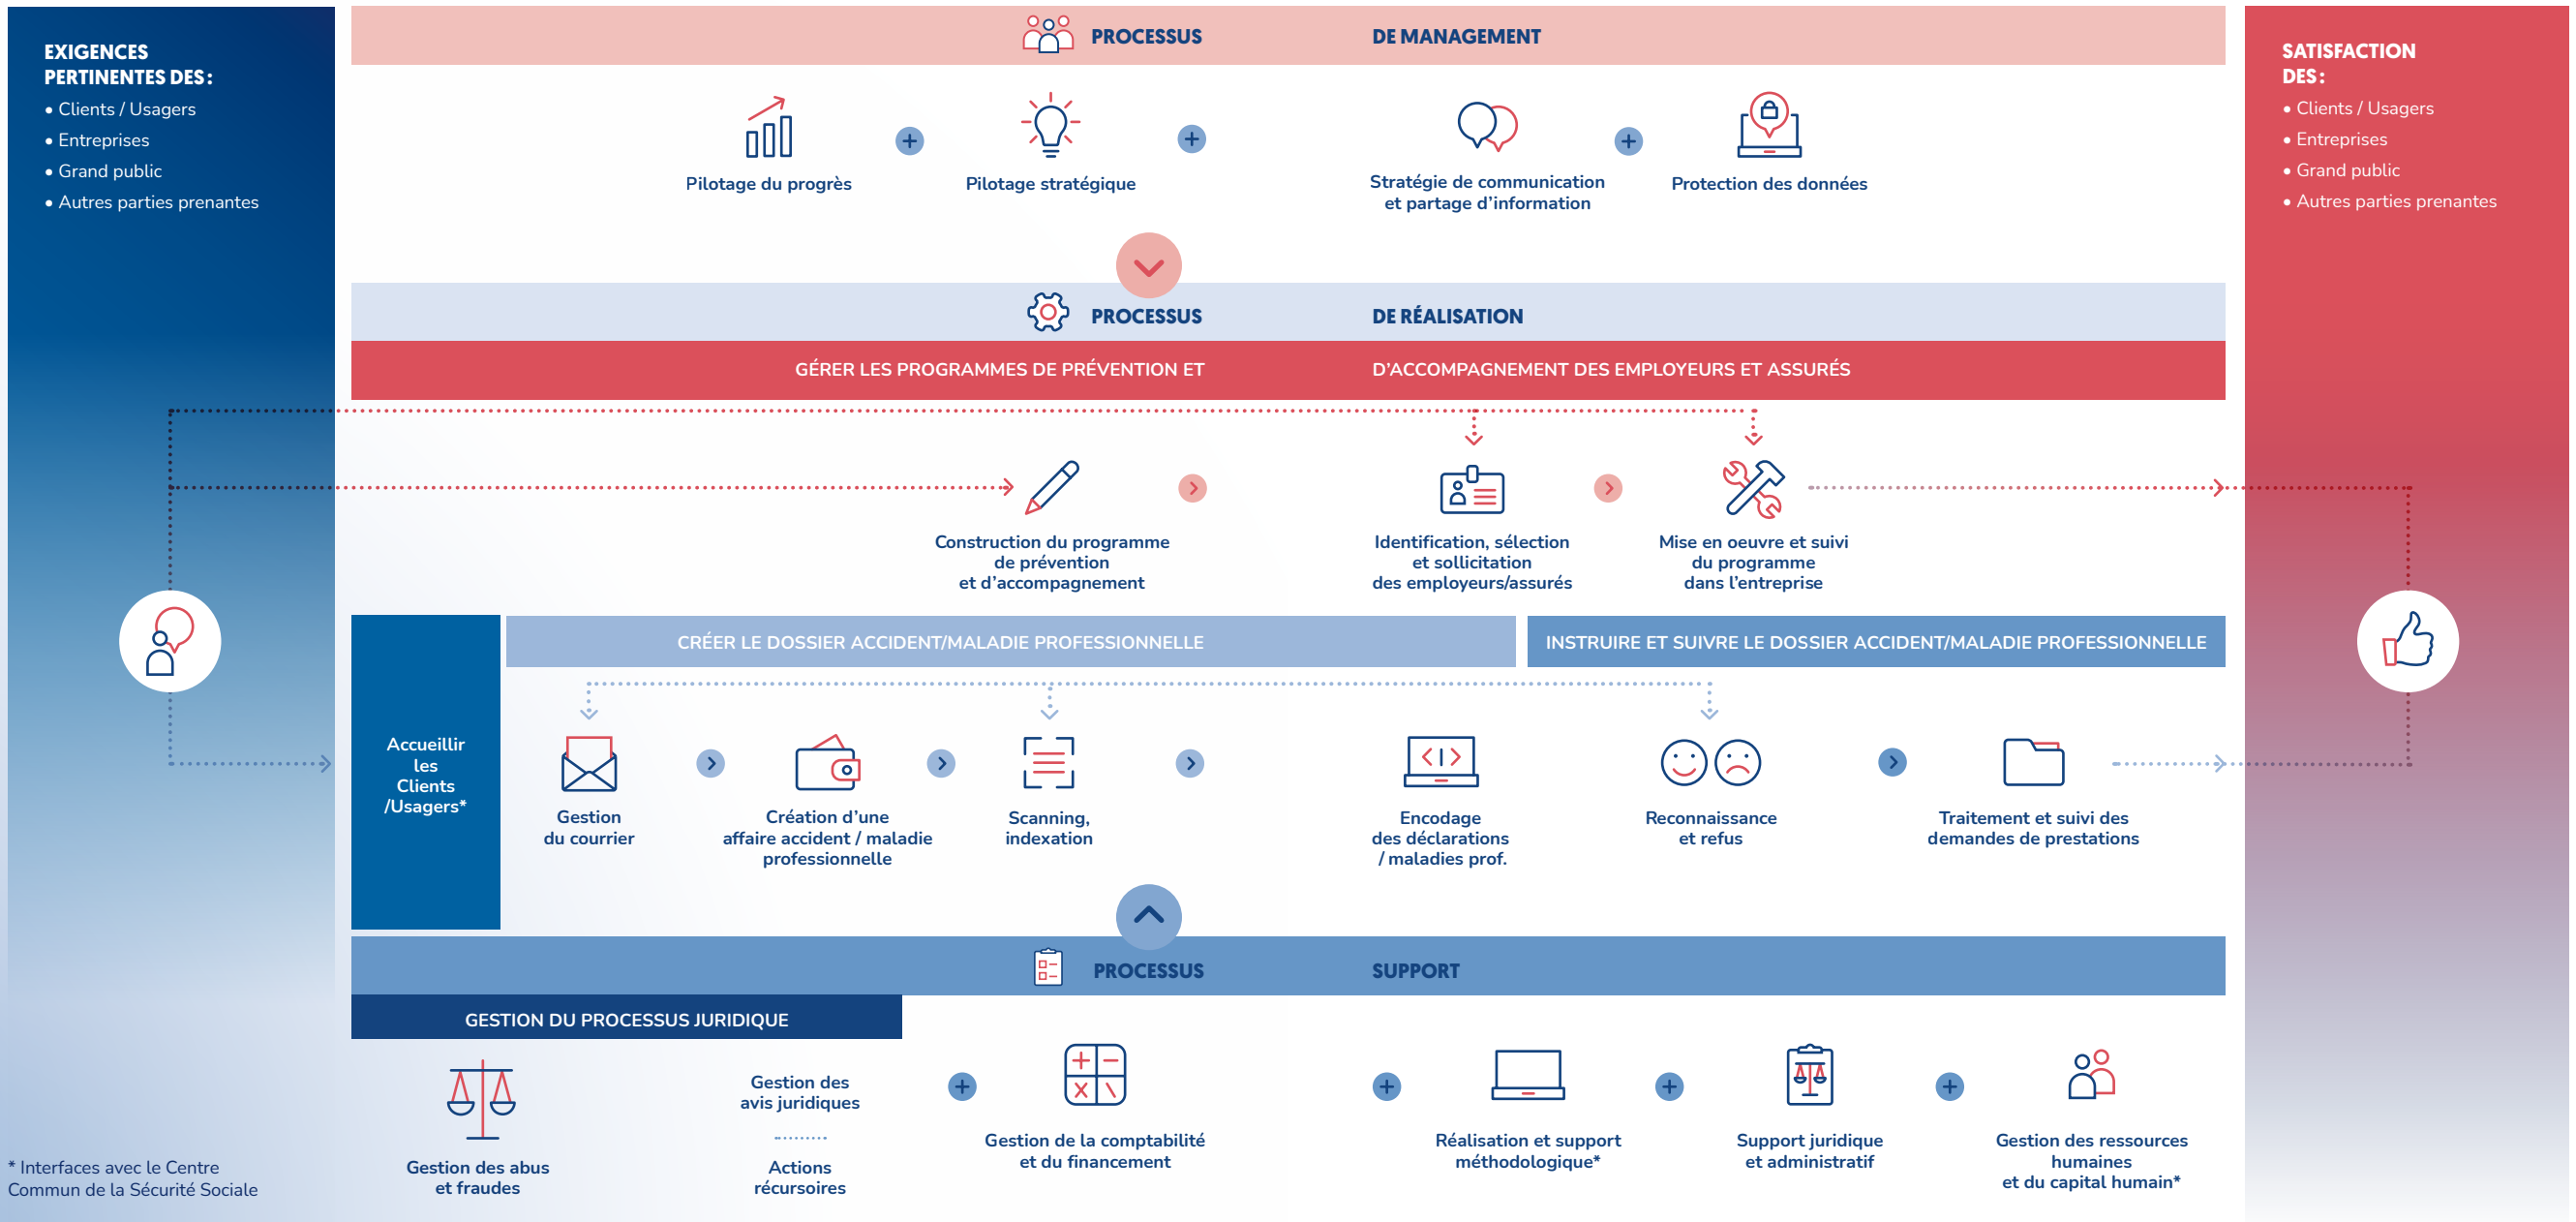 EXIGENCES
PERTINENTES DES :
• Clients / Usagers
• Entreprises
• Grand public
• Autres parties prenantes
PROCESSUS DE MANAGEMENT
Pilotage du progrès
Pilotage stratégique
Stratégie de communication
et partage d’information
Protection des données
SATISFACTION
DES :
• Clients / Usagers
• Entreprises
• Grand public
• Autres parties prenantes
PROCESSUS DE RÉALISATION
GÉRER LES PROGRAMMES DE PRÉVENTION ET D’ACCOMPAGNEMENT DES EMPLOYEURS ET ASSURÉS
Construction du programme
de prévention
et d’accompagnement
Identification, sélection
et sollicitation
des employeurs/assurés
Mise en oeuvre et suivi
du programme
dans l’entreprise
Accueillir
les
Clients
/Usagers*
CRÉER LE DOSSIER ACCIDENT/MALADIE PROFESSIONNELLE
INSTRUIRE ET SUIVRE LE DOSSIER ACCIDENT/MALADIE PROFESSIONNELLE
Gestion
du courrier
Création d’une
affaire accident / maladie
professionnelle
Scanning,
indexation
Encodage
des déclarations
/ maladies prof.
Reconnaissance
et refus
Traitement et suivi des
demandes de prestations
PROCESSUS SUPPORT
GESTION DU PROCESSUS JURIDIQUE
Gestion des abus
et fraudes
Gestion des
avis juridiques
Actions
récursoires
Gestion de la comptabilité
et du financement
Réalisation et support
méthodologique*
Support juridique
et administratif
Gestion des ressources
humaines
et du capital humain*
* Interfaces avec le Centre
Commun de la Sécurité Sociale